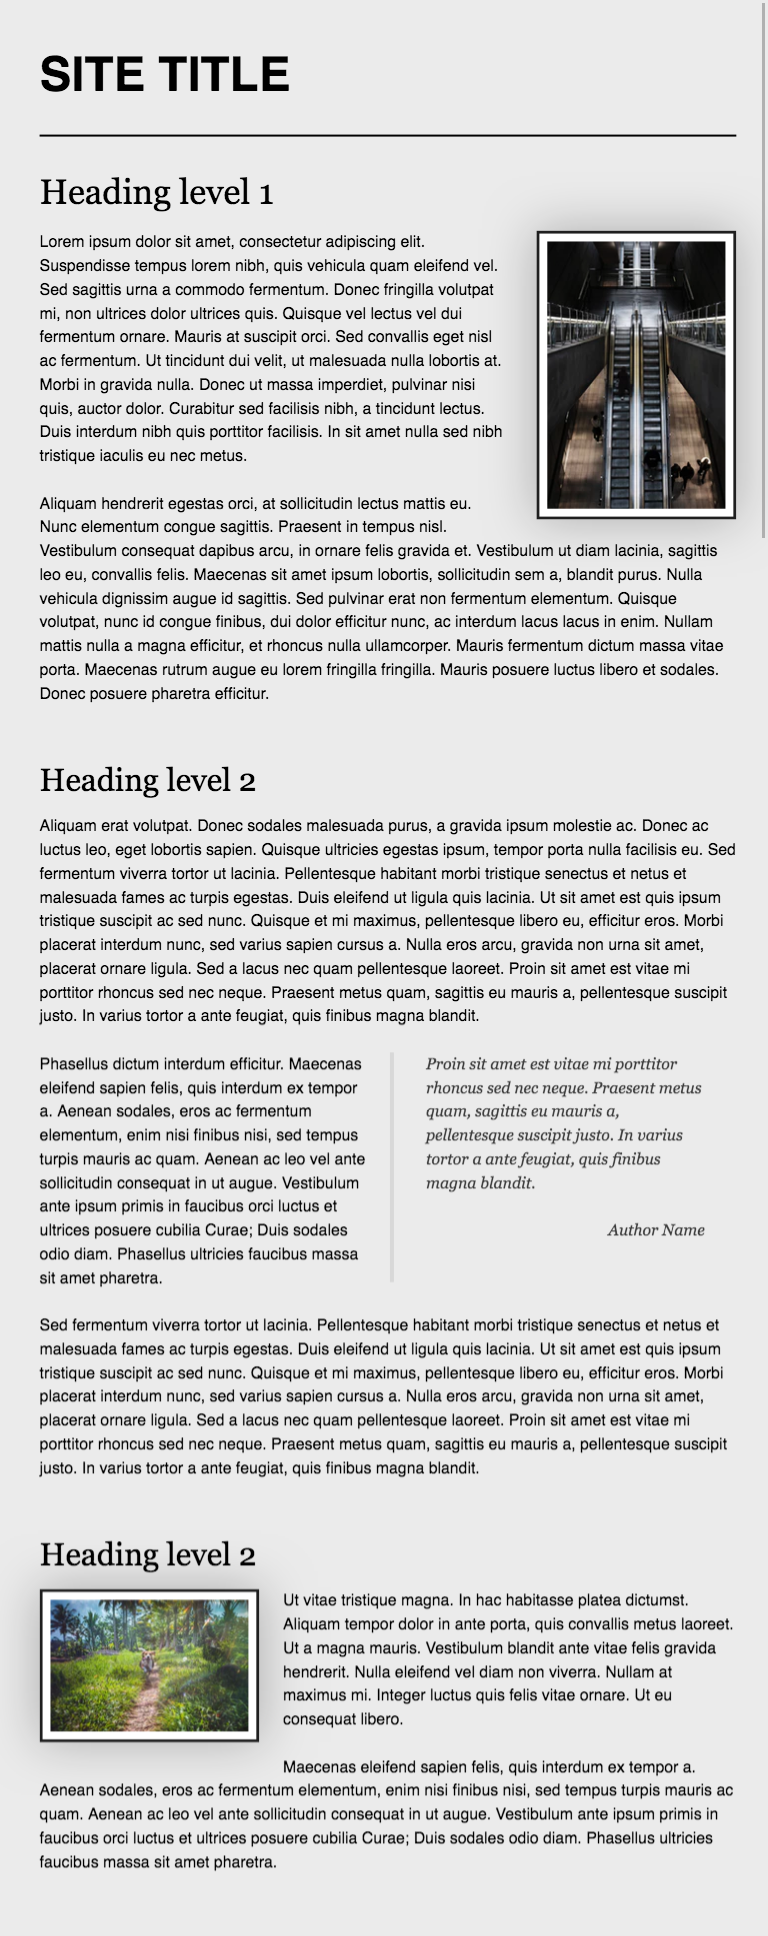 SITE TITLE
Heading level 1
Lorem ipsum dolor sit amet, consectetur adipiscing elit.
Suspendisse tempus lorem nibh, quis vehicula quam eleifend vel.
Sed sagittis urna a commodo fermentum. Donec fringilla volutpat
mi, non ultrices dolor ultrices quis. Quisque vel lectus vel dui
fermentum ornare. Mauris at suscipit orci. Sed convallis eget nisl
ac fermentum. Ut tincidunt dui velit, ut malesuada nulla lobortis at.
Morbi in gravida nulla. Donec ut massa imperdiet, pulvinar nisi
quis, auctor dolor. Curabitur sed facilisis nibh, a tincidunt lectus.
Duis interdum nibh quis porttitor facilisis. In sit amet nulla sed nibh
tristique iaculis eu nec metus.
Aliquam hendrerit egestas orci, at sollicitudin lectus mattis eu.
Nunc elementum congue sagittis. Praesent in tempus nisl.
Vestibulum consequat dapibus arcu, in ornare felis gravida et. Vestibulum ut diam lacinia, sagittis
leo eu, convallis felis. Maecenas sit amet ipsum lobortis, sollicitudin sem a, blandit purus. Nulla
vehicula dignissim augue id sagittis. Sed pulvinar erat non fermentum elementum. Quisque
volutpat, nunc id congue finibus, dui dolor efficitur nunc, ac interdum lacus lacus in enim. Nullam
mattis nulla a magna efficitur, et rhoncus nulla ullamcorper. Mauris fermentum dictum massa vitae
porta. Maecenas rutrum augue eu lorem fringilla fringilla. Mauris posuere luctus libero et sodales.
Donec posuere pharetra efficitur.
Heading level 2
Aliquam erat volutpat. Donec sodales malesuada purus, a gravida ipsum molestie ac. Donec ac
luctus leo, eget lobortis sapien. Quisque ultricies egestas ipsum, tempor porta nulla facilisis eu. Sed
fermentum viverra tortor ut lacinia. Pellentesque habitant morbi tristique senectus et netus et
malesuada fames ac turpis egestas. Duis eleifend ut ligula quis lacinia. Ut sit amet est quis ipsum
tristique suscipit ac sed nunc. Quisque et mi maximus, pellentesque libero eu, efficitur eros. Morbi
placerat interdum nunc, sed varius sapien cursus a. Nulla eros arcu, gravida non urna sit amet,
placerat ornare ligula. Sed a lacus nec quam pellentesque laoreet. Proin sit amet est vitae mi
porttitor rhoncus sed nec neque. Praesent metus quam, sagittis eu mauris a, pellentesque suscipit
justo. In varius tortor a ante feugiat, quis finibus magna blandit.
Phasellus dictum interdum efficitur. Maecenas
eleifend sapien felis, quis interdum ex tempor
a. Aenean sodales, eros ac fermentum
elementum, enim nisi finibus nisi, sed tempus
turpis mauris ac quam. Aenean ac leo vel ante
sollicitudin consequat in ut augue. Vestibulum
ante ipsum primis in faucibus orci luctus et
ultrices posuere cubilia Curae; Duis sodales
odio diam. Phasellus ultricies faucibus massa
sit amet pharetra.
Proin sit amet est vitae mi porttitor
rhoncus sed nec neque. Praesent metus
quam, sagittis eu mauris a,
pellentesque suscipit justo. In varius
tortor a ante feugiat, quis finibus
magna blandit.
Author Name
Sed fermentum viverra tortor ut lacinia. Pellentesque habitant morbi tristique senectus et netus et
malesuada fames ac turpis egestas. Duis eleifend ut ligula quis lacinia. Ut sit amet est quis ipsum
tristique suscipit ac sed nunc. Quisque et mi maximus, pellentesque libero eu, efficitur eros. Morbi
placerat interdum nunc, sed varius sapien cursus a. Nulla eros arcu, gravida non urna sit amet,
placerat ornare ligula. Sed a lacus nec quam pellentesque laoreet. Proin sit amet est vitae mi
porttitor rhoncus sed nec neque. Praesent metus quam, sagittis eu mauris a, pellentesque suscipit
justo. In varius tortor a ante feugiat, quis finibus magna blandit.
Heading level 2
Ut vitae tristique magna. In hac habitasse platea dictumst.
Aliquam tempor dolor in ante porta, quis convallis metus laoreet.
Ut a magna mauris. Vestibulum blandit ante vitae felis gravida
hendrerit. Nulla eleifend vel diam non viverra. Nullam at
maximus mi. Integer luctus quis felis vitae ornare. Ut eu
consequat libero.
Maecenas eleifend sapien felis, quis interdum ex tempor a.
Aenean sodales, eros ac fermentum elementum, enim nisi finibus nisi, sed tempus turpis mauris ac
quam. Aenean ac leo vel ante sollicitudin consequat in ut augue. Vestibulum ante ipsum primis in
faucibus orci luctus et ultrices posuere cubilia Curae; Duis sodales odio diam. Phasellus ultricies
faucibus massa sit amet pharetra.